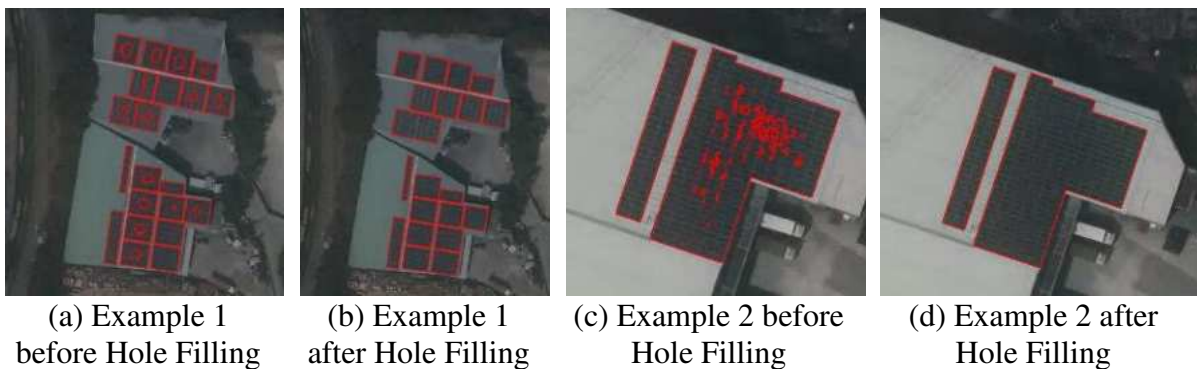 (a) Example 1
before Hole Filling
(b) Example 1
after Hole Filling
(c) Example 2 before
Hole Filling
(d) Example 2 after
Hole Filling